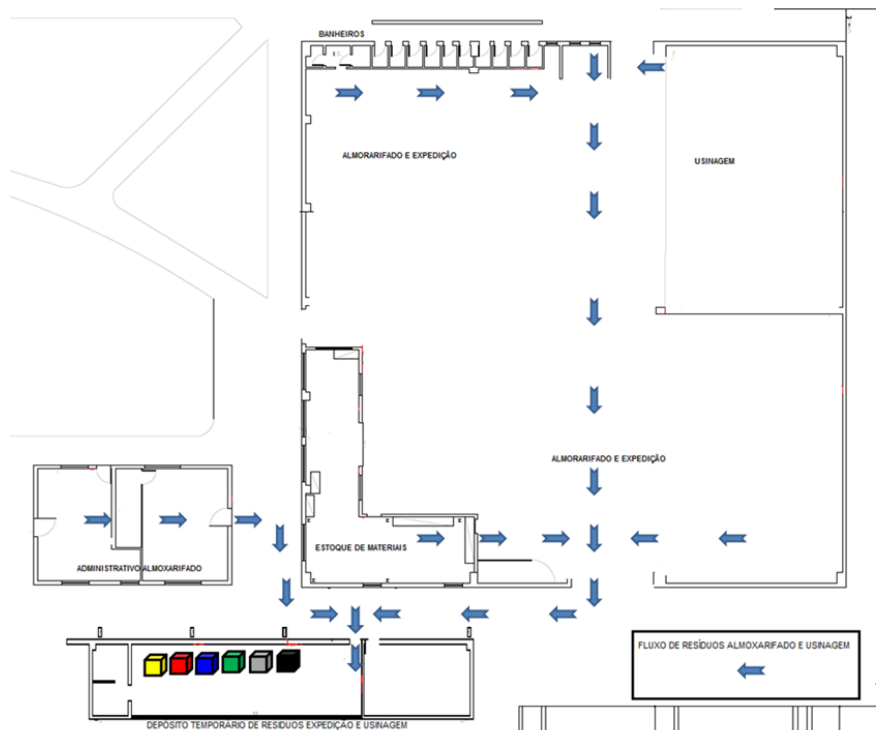 BANHEIROS
ALMORARIFADO E EXPEDIÇÃO
USINAGEM
ALMORARIFADO E EXPEDIÇÃO
ESTOQUE DE MATERIAIS
ADMINISTRATIVO ALMOXARIFADO
FLUXO DE RESÍDUOS ALMOXARIFADO E USINAGEM
DEPÓSITO TEMPORÁRIO DE RESIDUOS EXPEDIÇÃO E USINAGEM